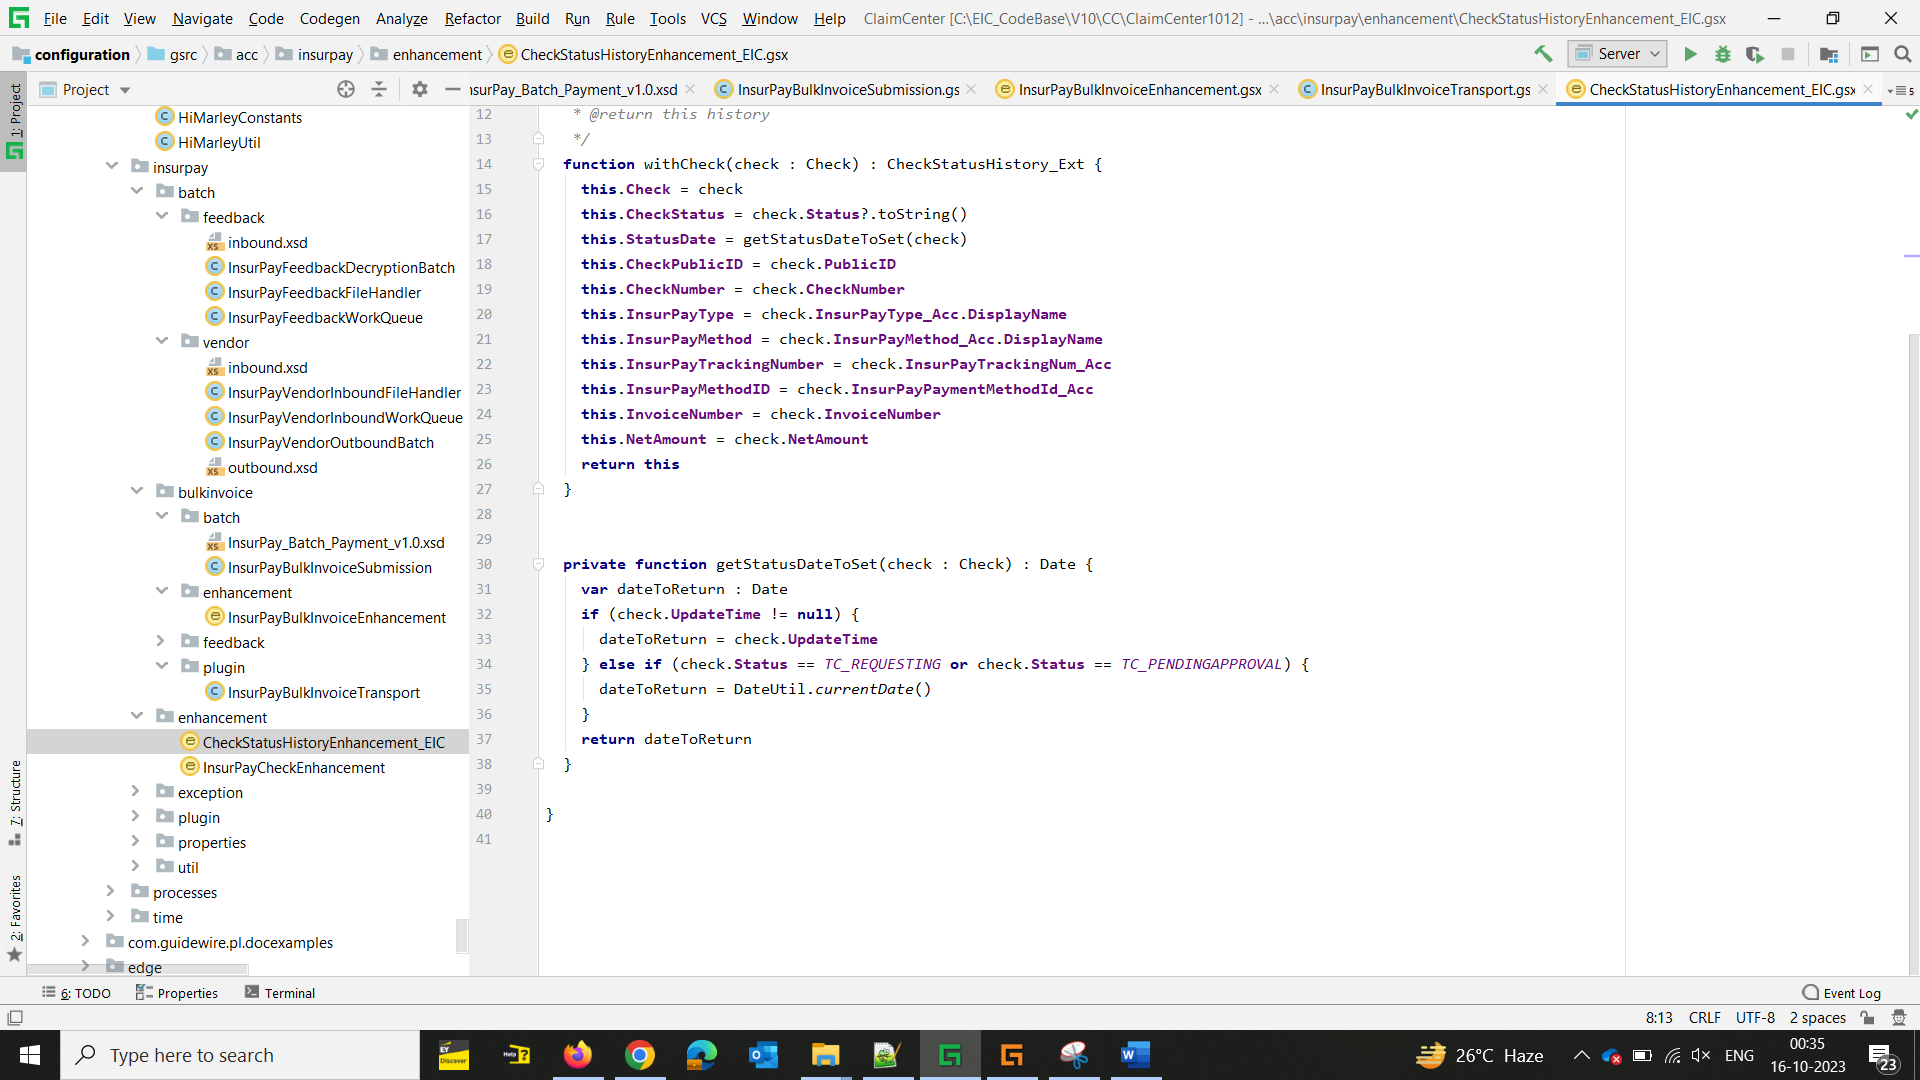 File Edit View Navigate Code Codegen Analyze Refactor Build Run Rule Tools VCS Window Help ClaimCenter [C:\EIC_CodeBase\V10\CC\ClaimCenter1012] - ...\acc\insurpay\enhancement\CheckStatusHistoryEnhancement_EIC.gsx
configuration gsrc acc insurpay enhancement CheckStatusHistoryEnhancement_EIC.gsx Server
Project nsurPay_Batch_Payment_v1.0.xsd InsurPayBulkInvoiceSubmission.gs InsurPayBulkInvoiceEnhancement.gsx InsurPayBulkInvoiceTransport.gs CheckStatusHistoryEnhancement_EIC.gsx 5
1: Project
7: Structure
2: Favorites
HiMarleyConstants
HiMarleyUtil
insurpay
batch
feedback
inbound.xsd
InsurPayFeedbackDecryptionBatch
InsurPayFeedbackFileHandler
InsurPayFeedbackWorkQueue
vendor
inbound.xsd
InsurPayVendorInboundFileHandler
InsurPayVendorInboundWorkQueue
InsurPayVendorOutboundBatch
outbound.xsd
bulkinvoice
batch
InsurPay_Batch_Payment_v1.0.xsd
InsurPayBulkInvoiceSubmission
enhancement
InsurPayBulkInvoiceEnhancement
feedback
plugin
InsurPayBulkInvoiceTransport
enhancement
CheckStatusHistoryEnhancement_EIC
InsurPayCheckEnhancement
exception
plugin
properties
util
processes
time
com.guidewire.pl.docexamples
edge
12 * @return this history
13 */
14 function withCheck(check : Check) : CheckStatusHistory_Ext {
15 this.Check = check
16 this.CheckStatus = check.Status?.toString()
17 this.StatusDate = getStatusDateToSet(check)
18 this.CheckPublicID = check.PublicID
19 this.CheckNumber = check.CheckNumber
20 this.InsurPayType = check.InsurPayType_Acc.DisplayName
21 this.InsurPayMethod = check.InsurPayMethod_Acc.DisplayName
22 this.InsurPayTrackingNumber = check.InsurPayTrackingNum_Acc
23 this.InsurPayMethodID = check.InsurPayPaymentMethodId_Acc
24 this.InvoiceNumber = check.InvoiceNumber
25 this.NetAmount = check.NetAmount
26 return this
27 }
28
29
30 private function getStatusDateToSet(check : Check) : Date {
31 var dateToReturn : Date
32 if (check.UpdateTime != null) {
33 dateToReturn = check.UpdateTime
34 } else if (check.Status == TC_REQUESTING or check.Status == TC_PENDINGAPPROVAL) {
35 dateToReturn = DateUtil.currentDate()
36 }
37 return dateToReturn
38 }
39
40 }
41
6: TODO Properties Terminal Event Log
8:13 CRLF UTF-8 2 spaces
Type here to search
EY Discover
Help ?
26°C Haze
ENG
00:35
16-10-2023
23